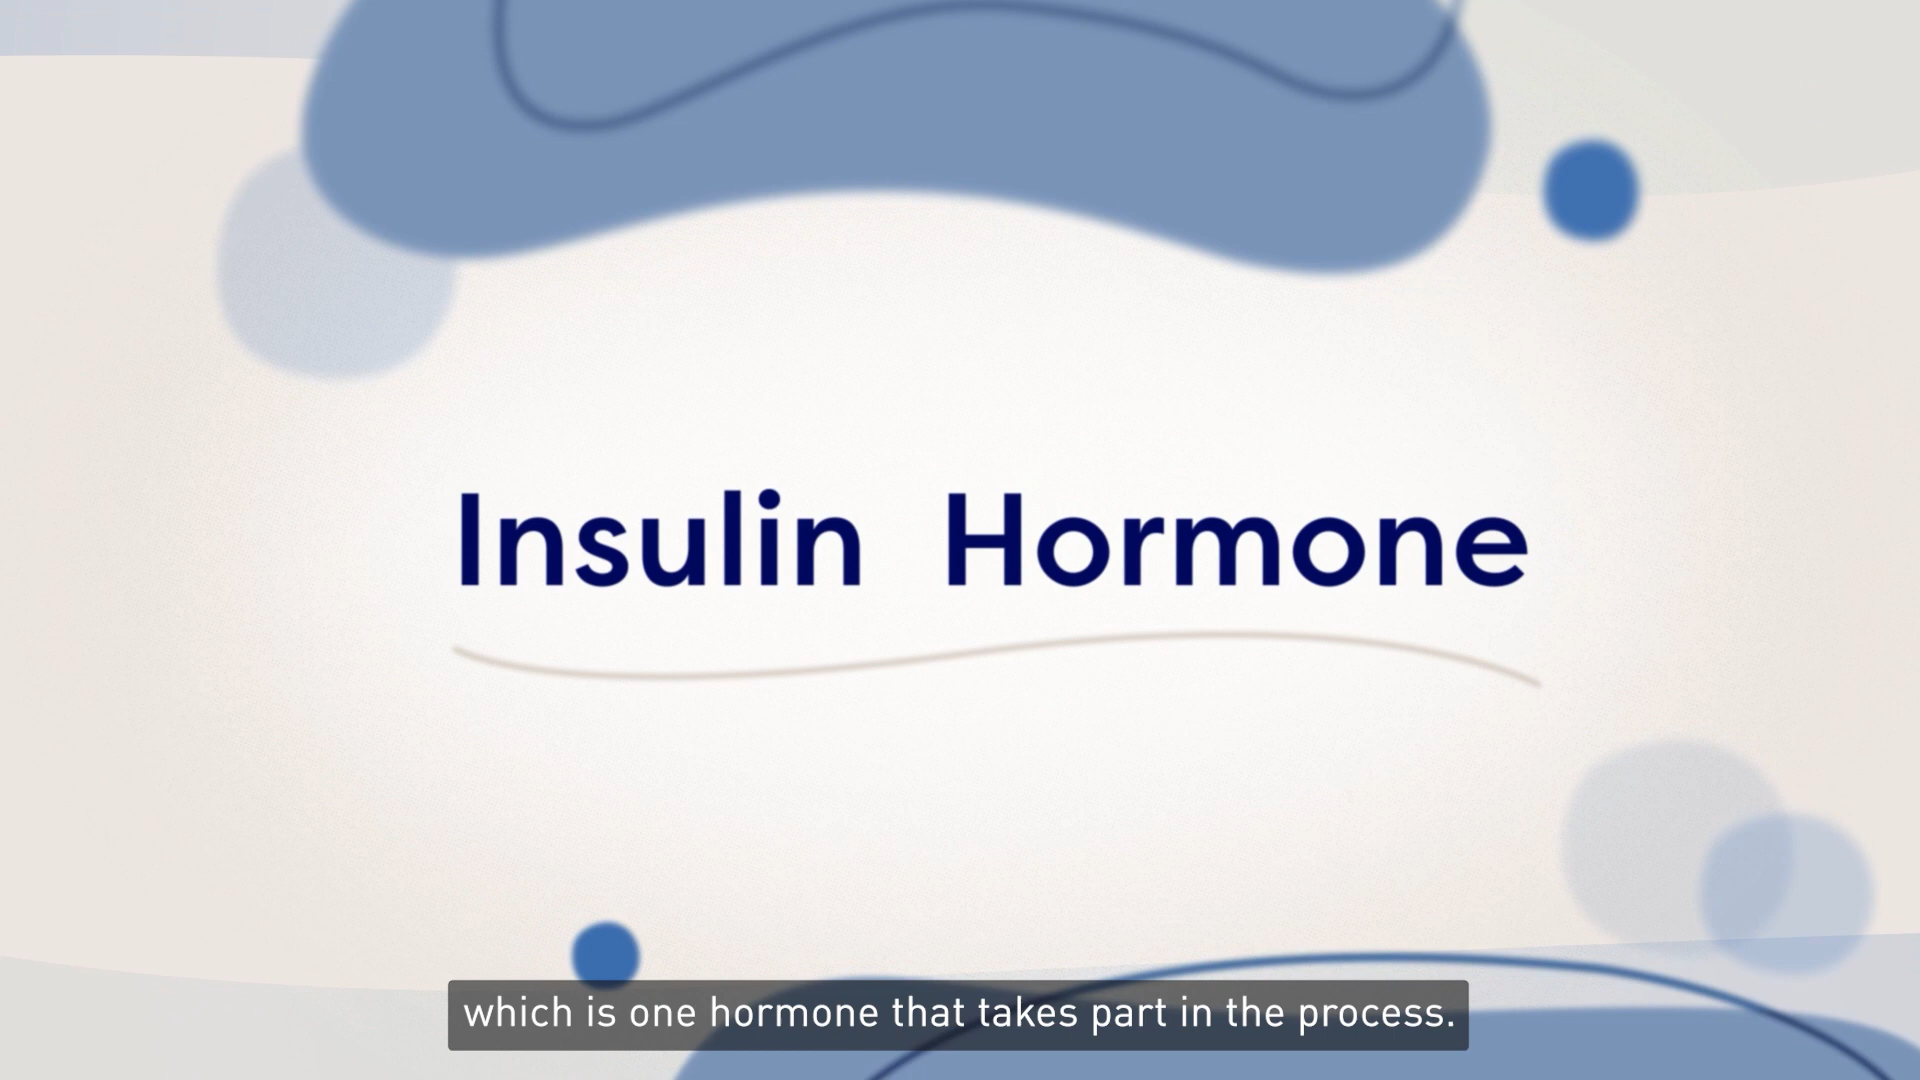 Insulin Hormone
which is one hormone that takes part in the process.